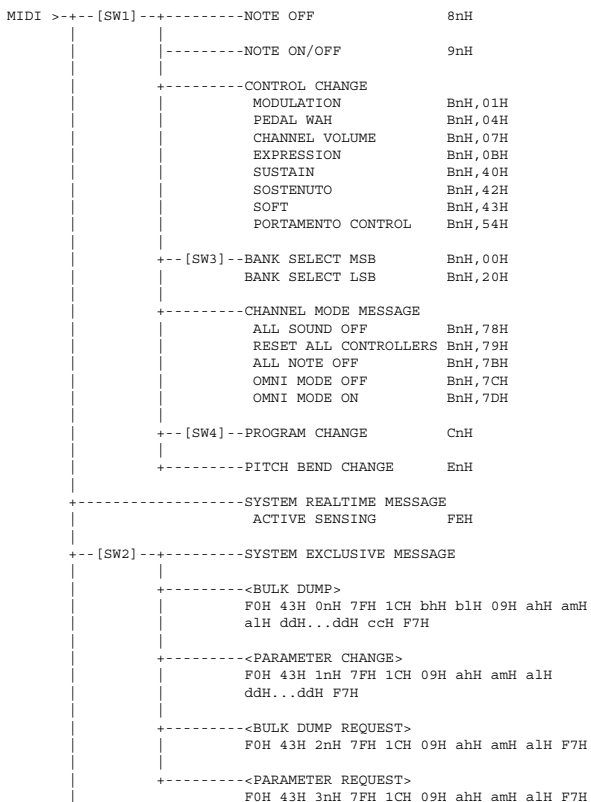 MIDI >-+--[SW1]--+---------NOTE OFF 8nH
|---------NOTE ON/OFF 9nH
+---------CONTROL CHANGE
MODULATION BnH,01H
PEDAL WAH BnH,04H
CHANNEL VOLUME BnH,07H
EXPRESSION BnH,0BH
SUSTAIN BnH,40H
SOSTENUTO BnH,42H
SOFT BnH,43H
PORTAMENTO CONTROL BnH,54H
+--[SW3]--BANK SELECT MSB BnH,00H
BANK SELECT LSB BnH,20H
+---------CHANNEL MODE MESSAGE
ALL SOUND OFF BnH,78H
RESET ALL CONTROLLERS BnH,79H
ALL NOTE OFF BnH,7BH
OMNI MODE OFF BnH,7CH
OMNI MODE ON BnH,7DH
+--[SW4]--PROGRAM CHANGE CnH
+---------PITCH BEND CHANGE EnH
+-------------------SYSTEM REALTIME MESSAGE
ACTIVE SENSING FEH
+--[SW2]--+---------SYSTEM EXCLUSIVE MESSAGE
+---------<BULK DUMP>
F0H 43H 0nH 7FH 1CH bhH blH 09H ahH amH
alH ddH...ddH ccH F7H
+---------<PARAMETER CHANGE>
F0H 43H 1nH 7FH 1CH 09H ahH amH alH
ddH...ddH F7H
+---------<BULK DUMP REQUEST>
F0H 43H 2nH 7FH 1CH 09H ahH amH alH F7H
+---------<PARAMETER REQUEST>
F0H 43H 3nH 7FH 1CH 09H ahH amH alH F7H